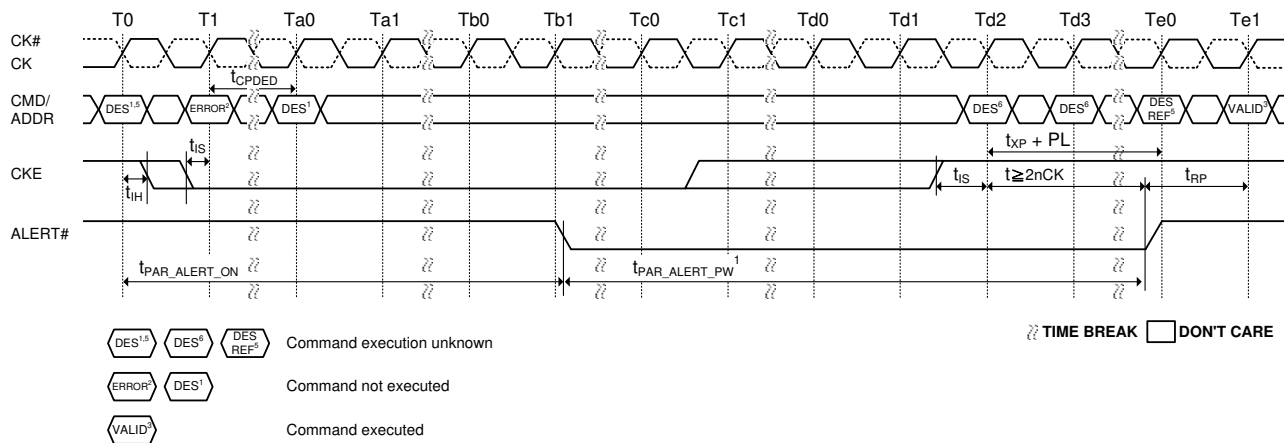 T0 T1 Ta0 Ta1 Tb0 Tb1 Tc0 Tc1 Td0 Td1 Td2 Td3 Te0 Te1
CK#
CK
tCPDED
CMD/
ADDR
DES1,5 ERROR2 DES1 DES6 DES6 DES
REF5 VALID3
tIS tXP + PL
CKE
tIH tIS t≧2nCK tRP
ALERT#
tPAR_ALERT_ON tPAR_ALERT_PW1
DES1,5 DES6 DES
REF5 Command execution unknown
TIME BREAK DON'T CARE
ERROR2 DES1 Command not executed
VALID3 Command executed